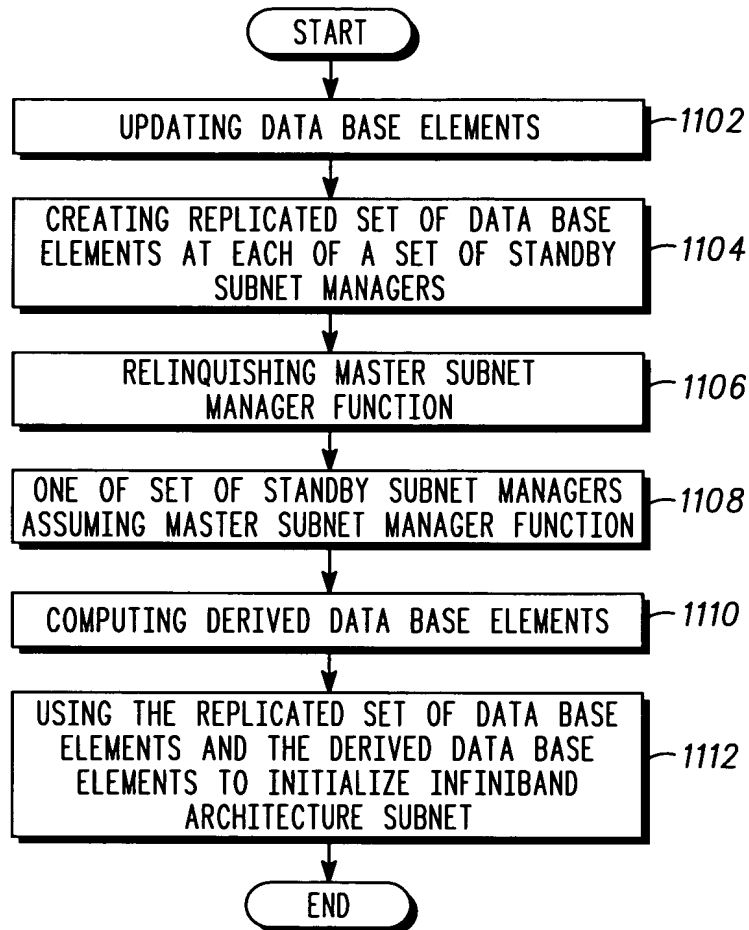 START
UPDATING DATA BASE ELEMENTS
1102
CREATING REPLICATED SET OF DATA BASE
ELEMENTS AT EACH OF A SET OF STANDBY
SUBNET MANAGERS
1104
RELINQUISHING MASTER SUBNET
MANAGER FUNCTION
1106
ONE OF SET OF STANDBY SUBNET MANAGERS
ASSUMING MASTER SUBNET MANAGER FUNCTION
1108
COMPUTING DERIVED DATA BASE ELEMENTS
1110
USING THE REPLICATED SET OF DATA BASE
ELEMENTS AND THE DERIVED DATA BASE
ELEMENTS TO INITIALIZE INFINIBAND
ARCHITECTURE SUBNET
1112
END